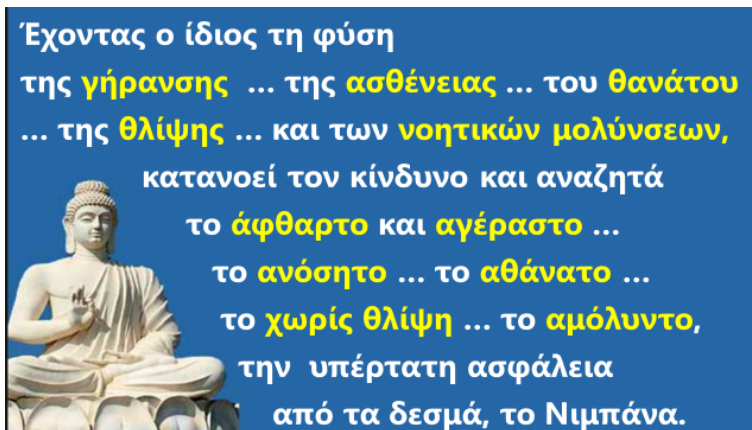 Έχοντας ο ίδιος τη φύση
της γήρανσης ... της ασθένειας ... του θανάτου
... της θλίψης ... και των νοητικών μολύνσεων,
κατανοεί τον κίνδυνο και αναζητά
το άφθαρτο και αγέραστο ...
το ανόσητο ... το αθάνατο ...
το χωρίς θλίψη ... το αμόλυντο,
την υπέρτατη ασφάλεια
από τα δεσμά, το Νιμπάνα.